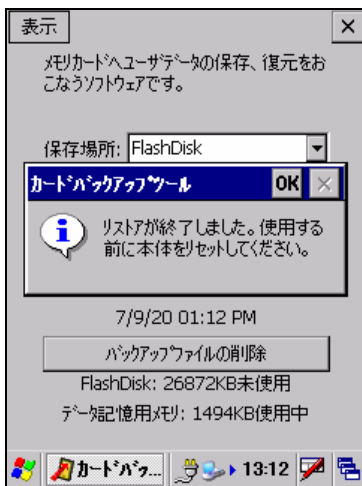 表示
メモリカードへユーザデータの保存、復元をお
こなうソフトウェアです。
保存場所: FlashDisk
カードバックアップツール OK
リストアが終了しました。使用する
前に本体をリセットしてください。
7/9/20 01:12 PM
バックアップファイルの削除
FlashDisk: 26872KB未使用
データ記憶用メモリ: 1494KB使用中
カードバッ... 13:12